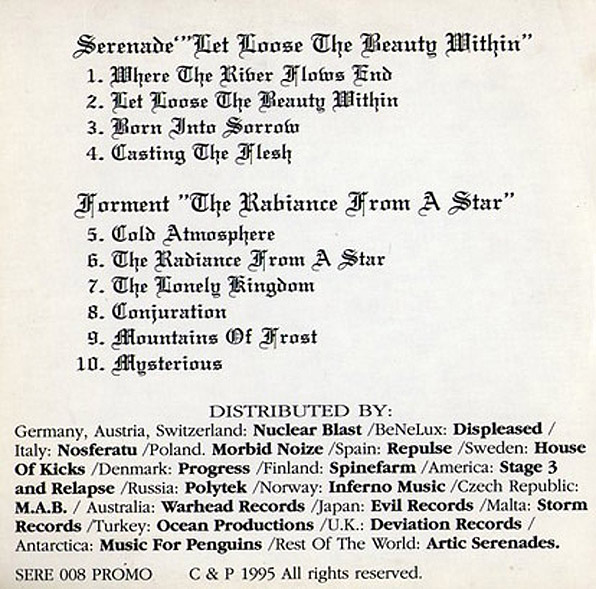 Serenade'"Let Loose The Beauty Within"
1. Where The River Flows End
2. Let Loose The Beauty Within
3. Born Into Sorrow
4. Casting The Flesh
Forment "The Rabiance From A Star"
5. Cold Atmosphere
6. The Radiance From A Star
7. The Lonely Kingdom
8. Conjuration
9. Mountains Of Frost
10. Mysterious
DISTRIBUTED BY:
Germany, Austria, Switzerland: Nuclear Blast /BeNeLux: Displeased /
Italy: Nosferatu /Poland. Morbid Noize /Spain: Repulse /Sweden: House
Of Kicks /Denmark: Progress /Finland: Spinefarm /America: Stage 3
and Relapse /Russia: Polytek /Norway: Inferno Music /Czech Republic:
M.A.B. / Australia: Warhead Records /Japan: Evil Records /Malta: Storm
Records /Turkey: Ocean Productions /U.K.: Deviation Records /
Antarctica: Music For Penguins /Rest Of The World: Artic Serenades.
SERE 008 PROMO C & P 1995 All rights reserved.